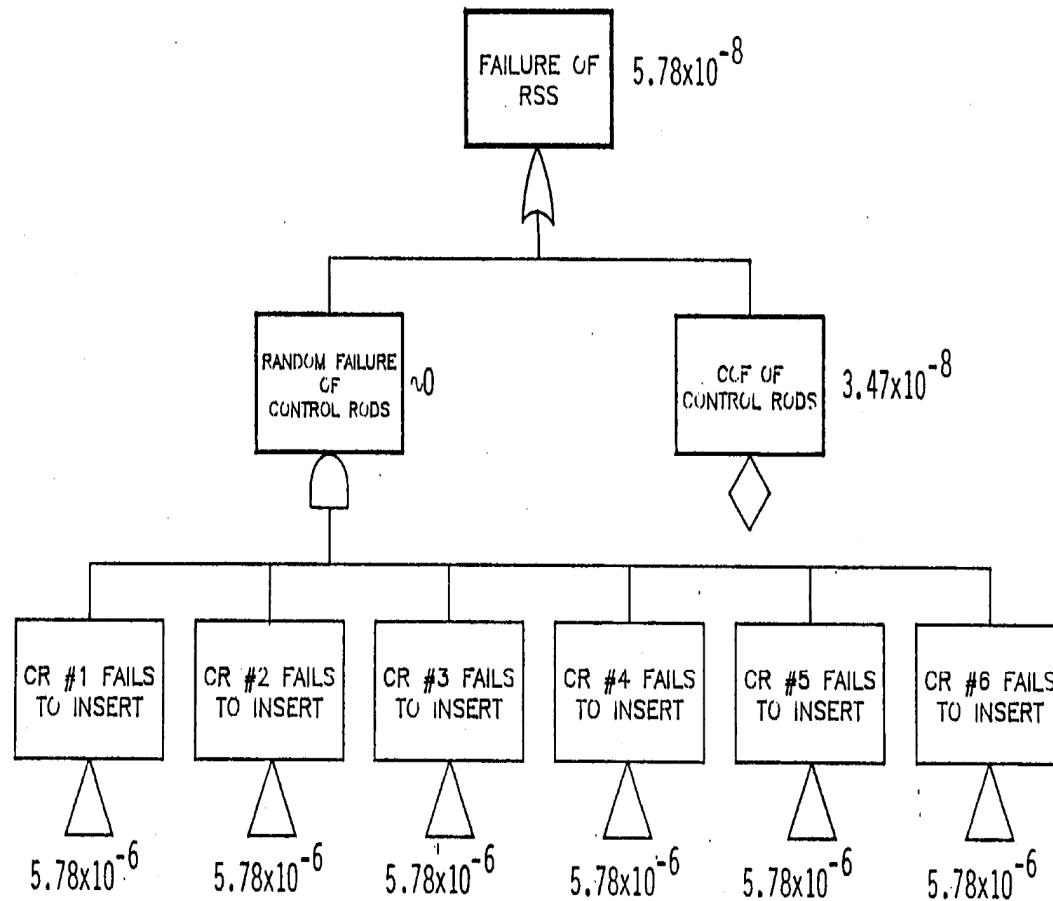 FAILURE OF
RSS
5.78x10⁻⁸
RANDOM FAILURE
OF
CONTROL RODS
~0
CCF OF
CONTROL RODS
3.47x10⁻⁸
CR #1 FAILS
TO INSERT
CR #2 FAILS
TO INSERT
CR #3 FAILS
TO INSERT
CR #4 FAILS
TO INSERT
CR #5 FAILS
TO INSERT
CR #6 FAILS
TO INSERT
5.78x10⁻⁶
5.78x10⁻⁶
5.78x10⁻⁶
5.78x10⁻⁶
5.78x10⁻⁶
5.78x10⁻⁶